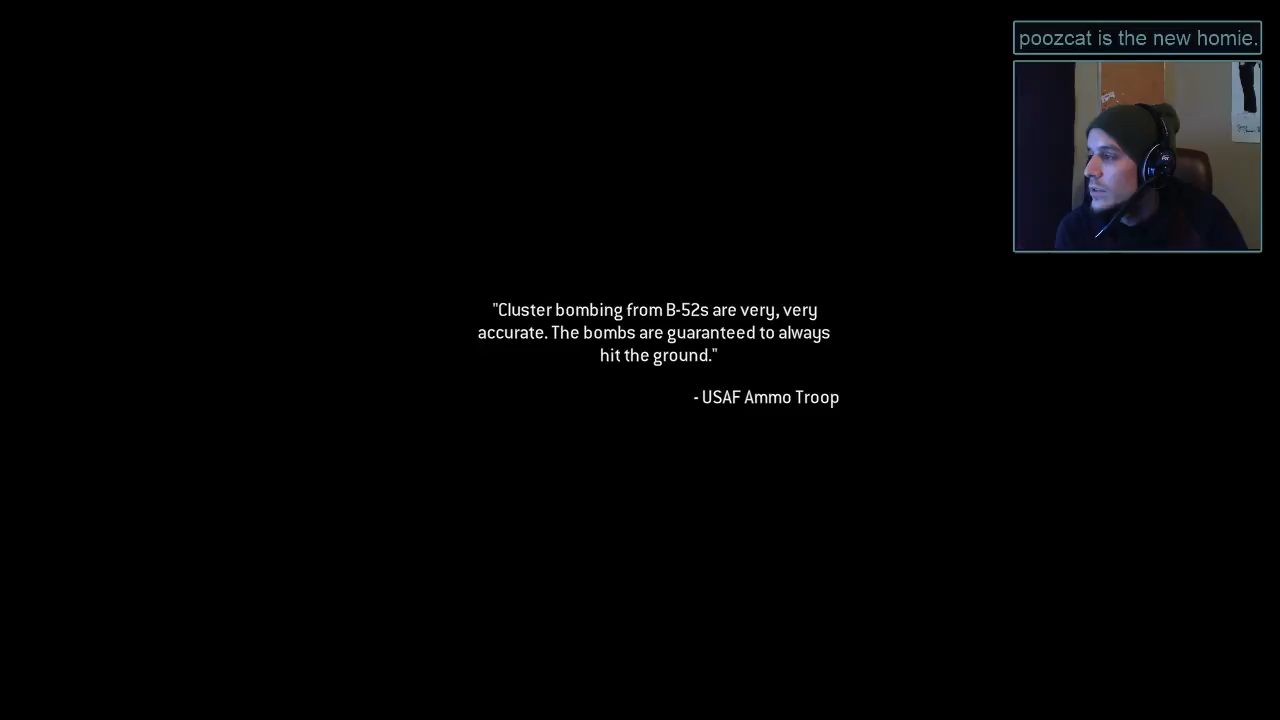 poozcat is the new homie.
"Cluster bombing from B-52s are very, very
accurate. The bombs are guaranteed to always
hit the ground."
- USAF Ammo Troop